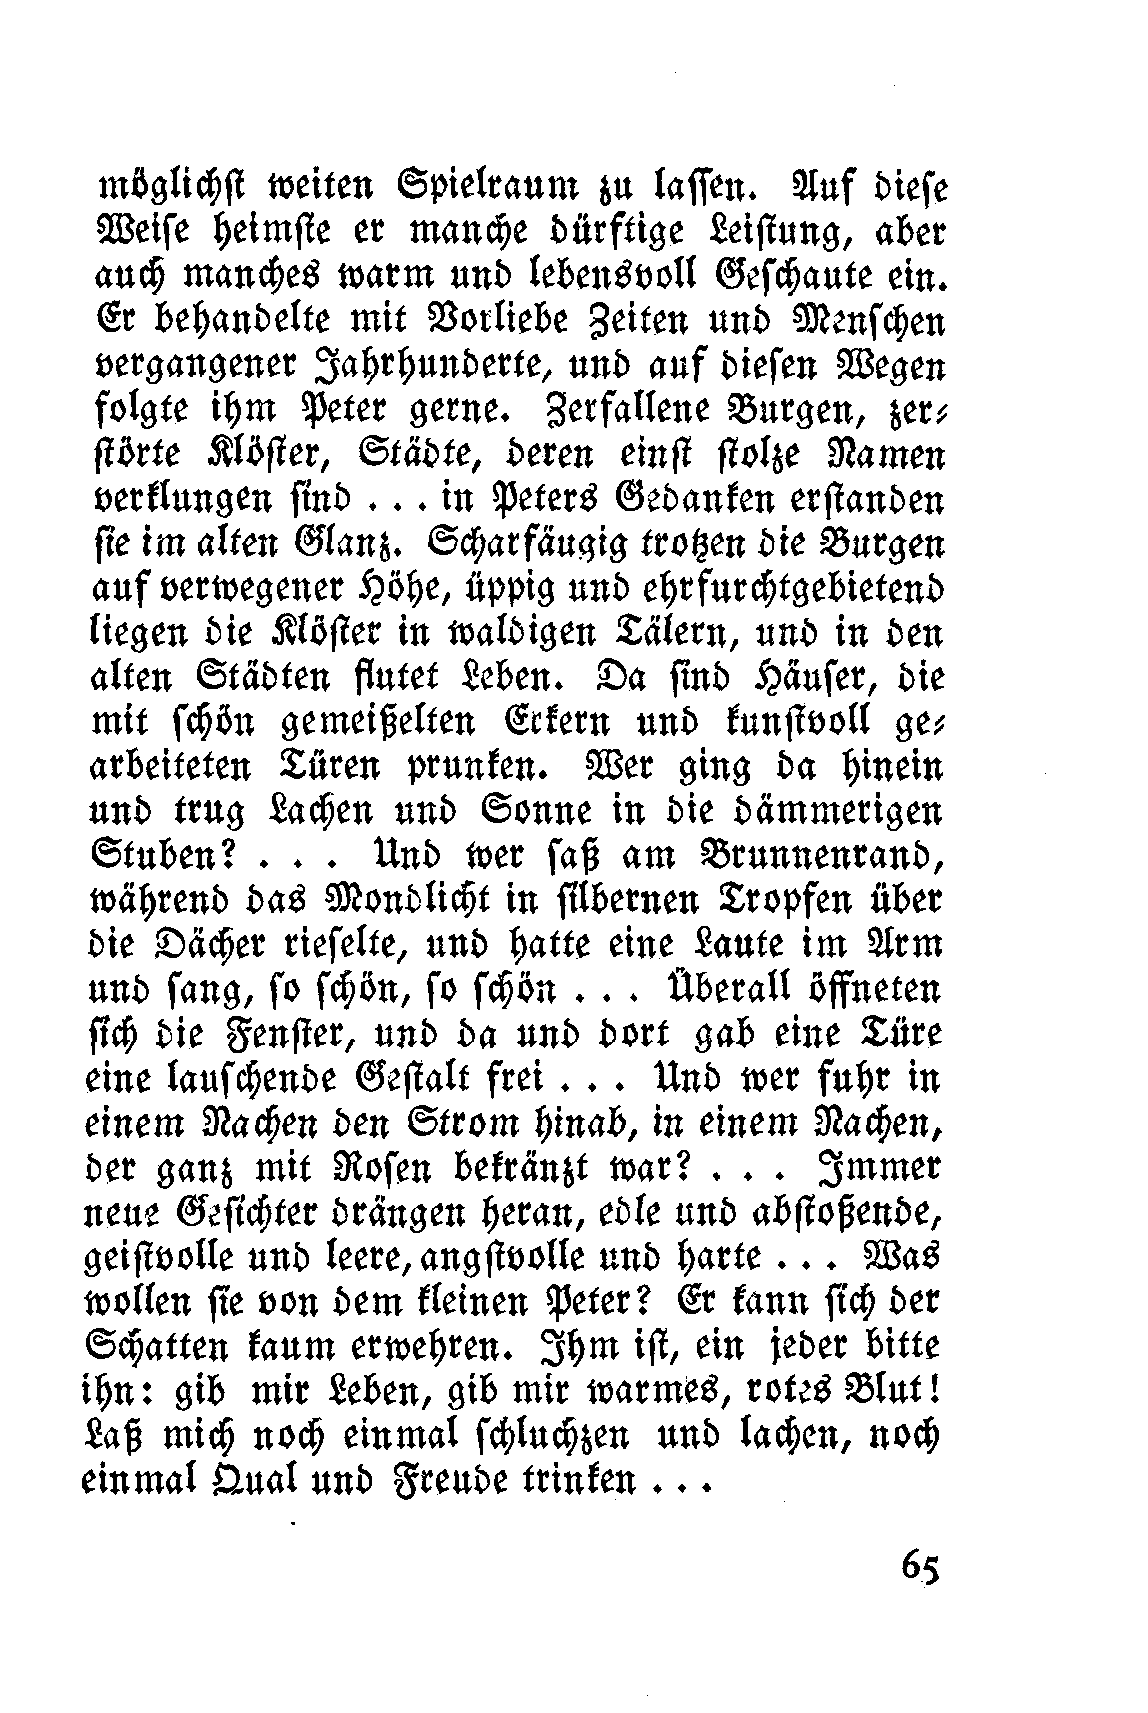 möglichst weiten Spielraum zu lassen. Auf diese
Weise heimste er manche dürftige Leistung, aber
auch manches warm und lebensvoll Geschaute ein.
Er behandelte mit Vorliebe Zeiten und Menschen
vergangener Jahrhunderte, und auf diesen Wegen
folgte ihm Peter gerne. Zerfallene Burgen, zer-
störte Klöster, Städte, deren einst stolze Namen
verklungen sind . . . in Peters Gedanken erstanden
sie im alten Glanz. Scharfäugig trotzen die Burgen
auf verwegener Höhe, üppig und ehrfurchtgebietend
liegen die Klöster in waldigen Tälern, und in den
alten Städten flutet Leben. Da sind Häuser, die
mit schön gemeißelten Erkern und kunstvoll ge-
arbeiteten Türen prunken. Wer ging da hinein
und trug Lachen und Sonne in die dämmerigen
Stuben? . . . Und wer saß am Brunnenrand,
während das Mondlicht in silbernen Tropfen über
die Dächer rieselte, und hatte eine Laute im Arm
und sang, so schön, so schön . . . Überall öffneten
sich die Fenster, und da und dort gab eine Türe
eine lauschende Gestalt frei . . . Und wer fuhr in
einem Nachen den Strom hinab, in einem Nachen,
der ganz mit Rosen bekränzt war? . . . Immer
neue Gesichter drängen heran, edle und abstoßende,
geistvolle und leere, angstvolle und harte . . . Was
wollen sie von dem kleinen Peter? Er kann sich der
Schatten kaum erwehren. Ihm ist, ein jeder bitte
ihn: gib mir Leben, gib mir warmes, rotes Blut!
Laß mich noch einmal schluchzen und lachen, noch
einmal Qual und Freude trinken . . .
65